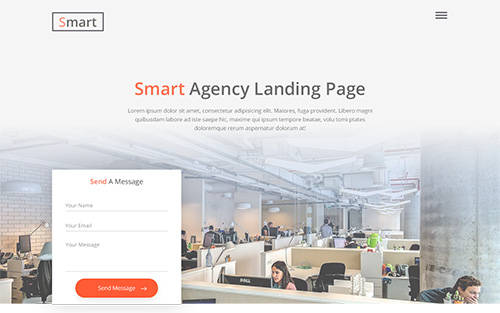 Smart
Smart Agency Landing Page
Lorem ipsum dolor sit amet, consectetur adipisicing elit. Maiores, fuga provident. Libero magni
quibusdam labore ad iste saepe hic, maxime qui ipsum tempore beatae, volu tomi ptates
doloremque rerum aspernatur dolorum at!
Send A Message
Your Name
Your Email
Your Message
Send Message
DELL